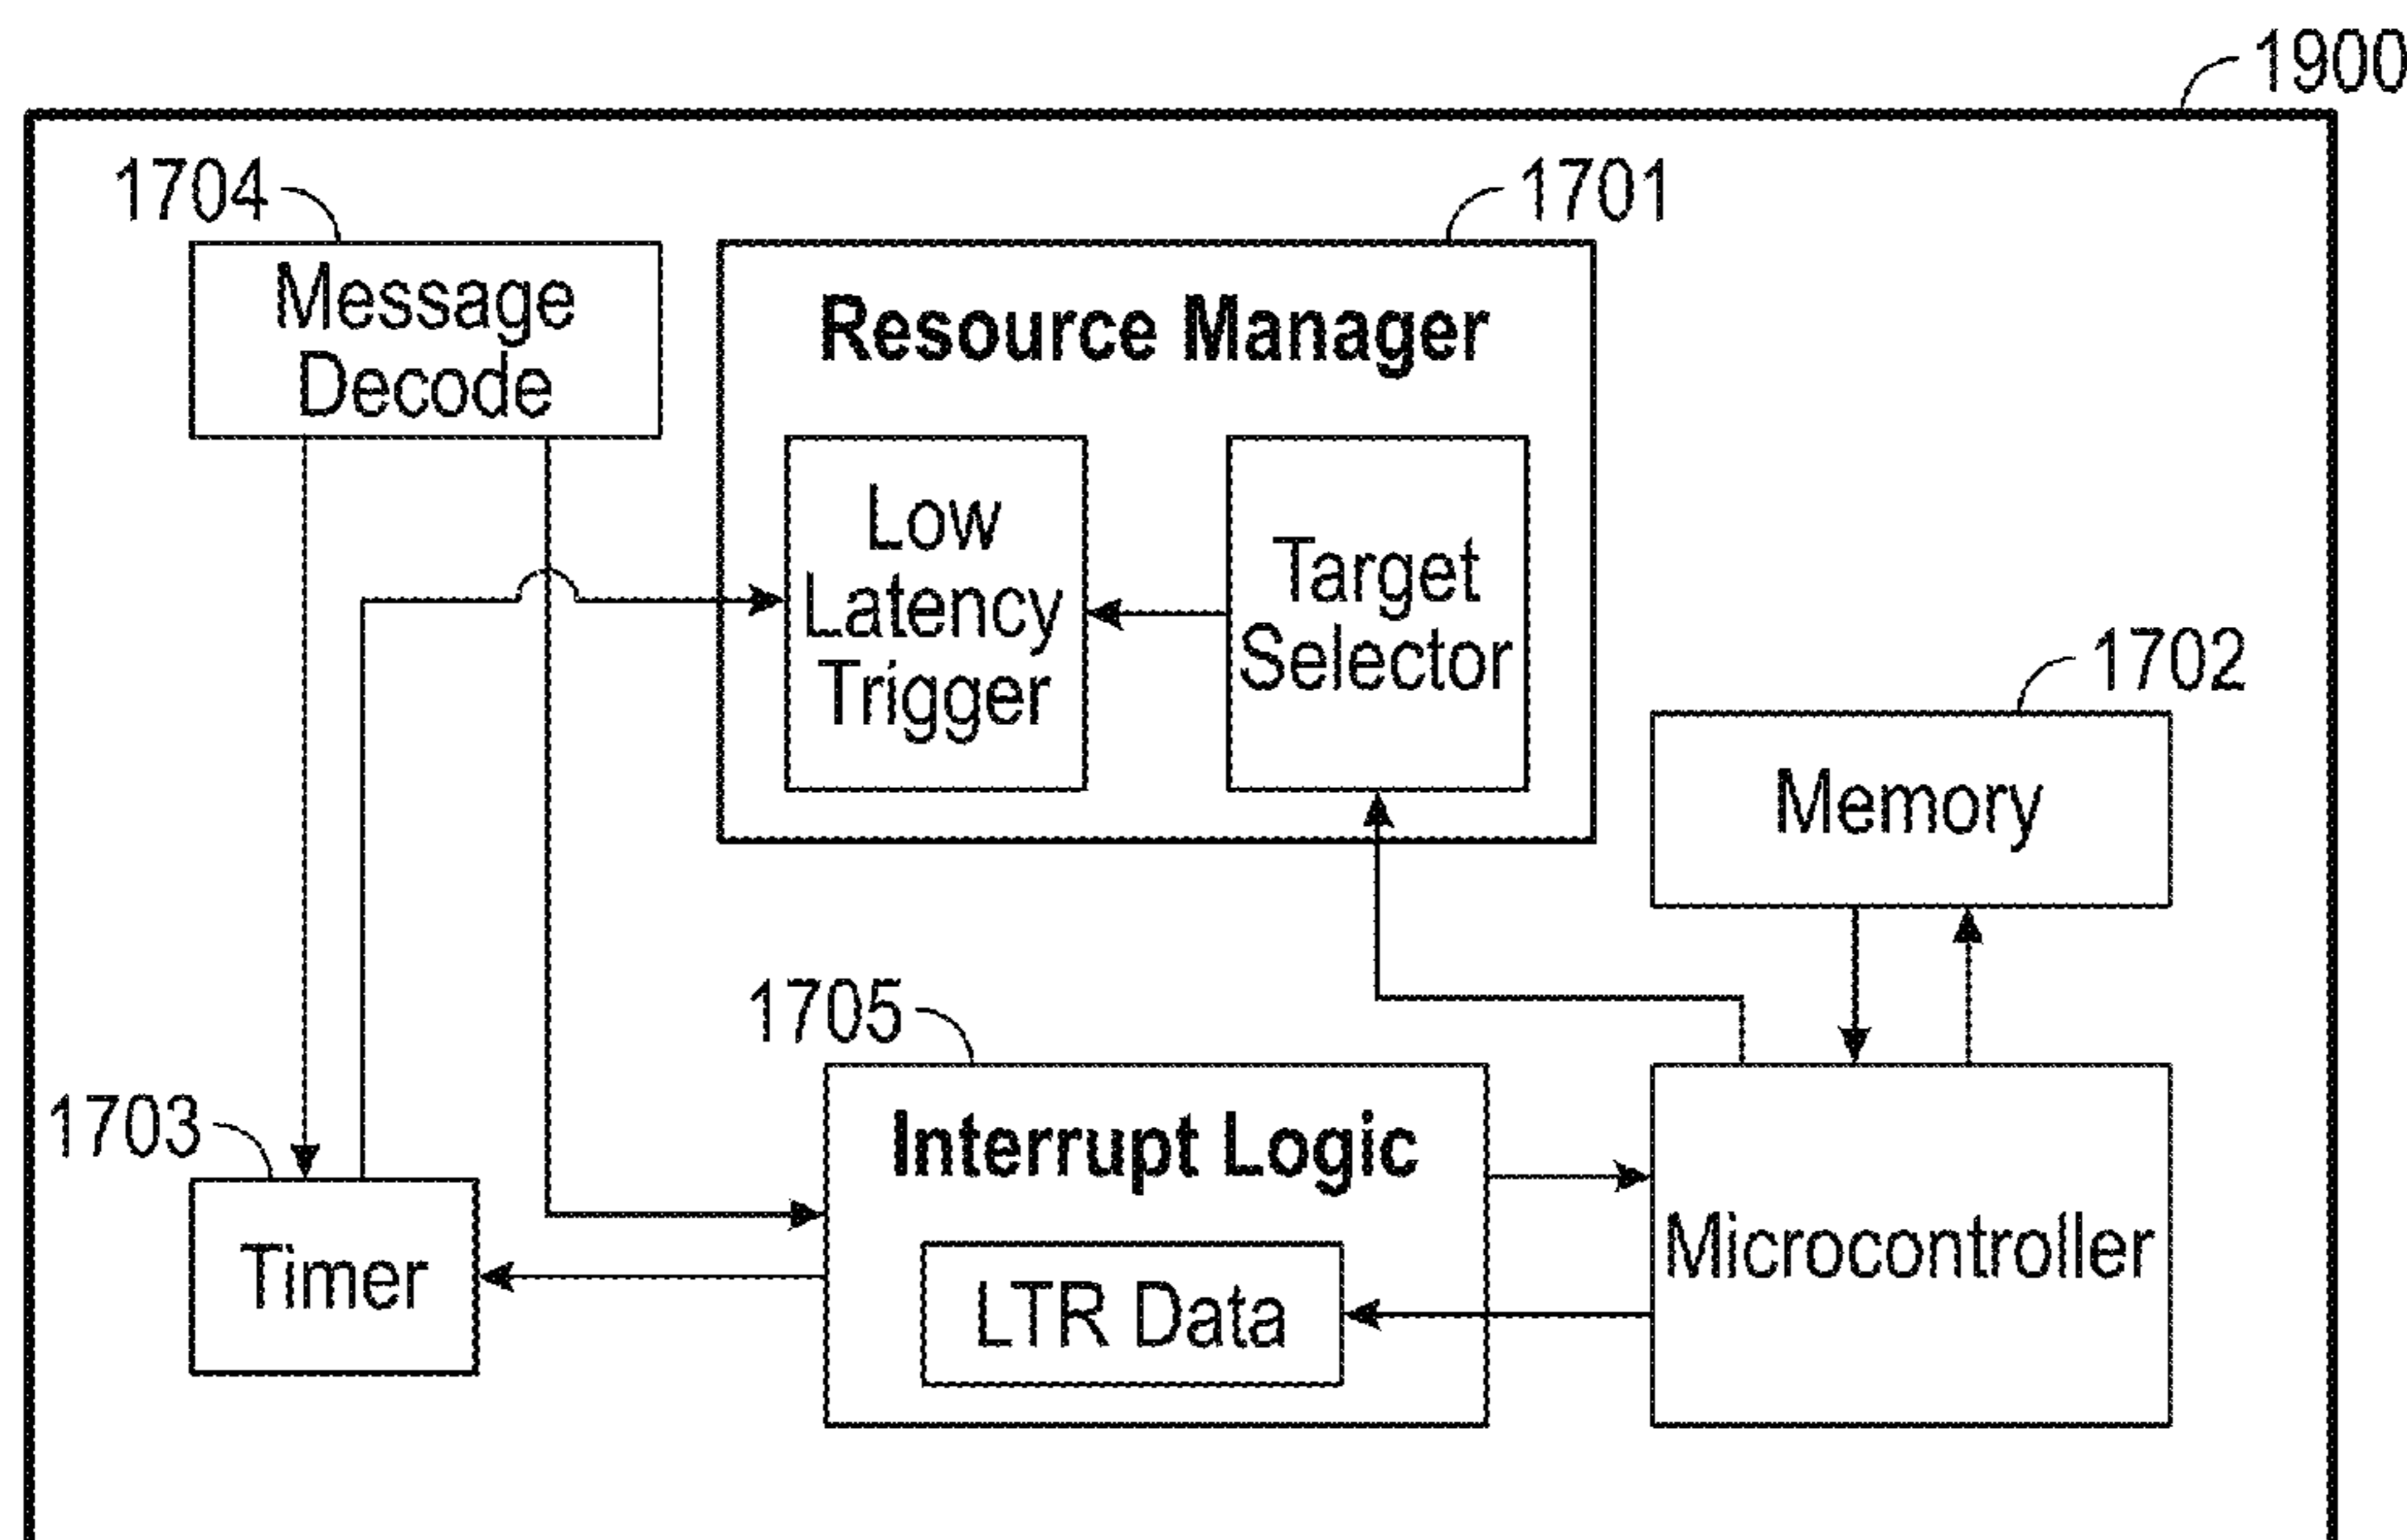 1900
1704
1701
Message
Decode
Resource Manager
Low
Latency
Trigger
Target
Selector
1702
Memory
1705
1703
Interrupt Logic
Timer
LTR Data
Microcontroller